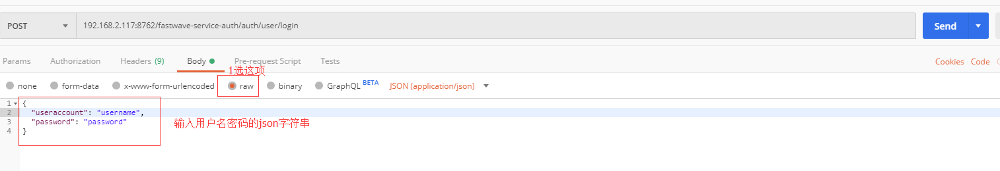 POST 192.168.2.117:8762/fastwave-service-auth/auth/user/login Send
Params Authorization Headers (9) Body Pre-request Script Tests Cookies Code
1选这项
none form-data x-www-form-urlencoded raw binary GraphQL BETA JSON (application/json)
1 {
2 "useraccount": "username",
3 "password": "password"
输入用户名密码的json字符串
4 }